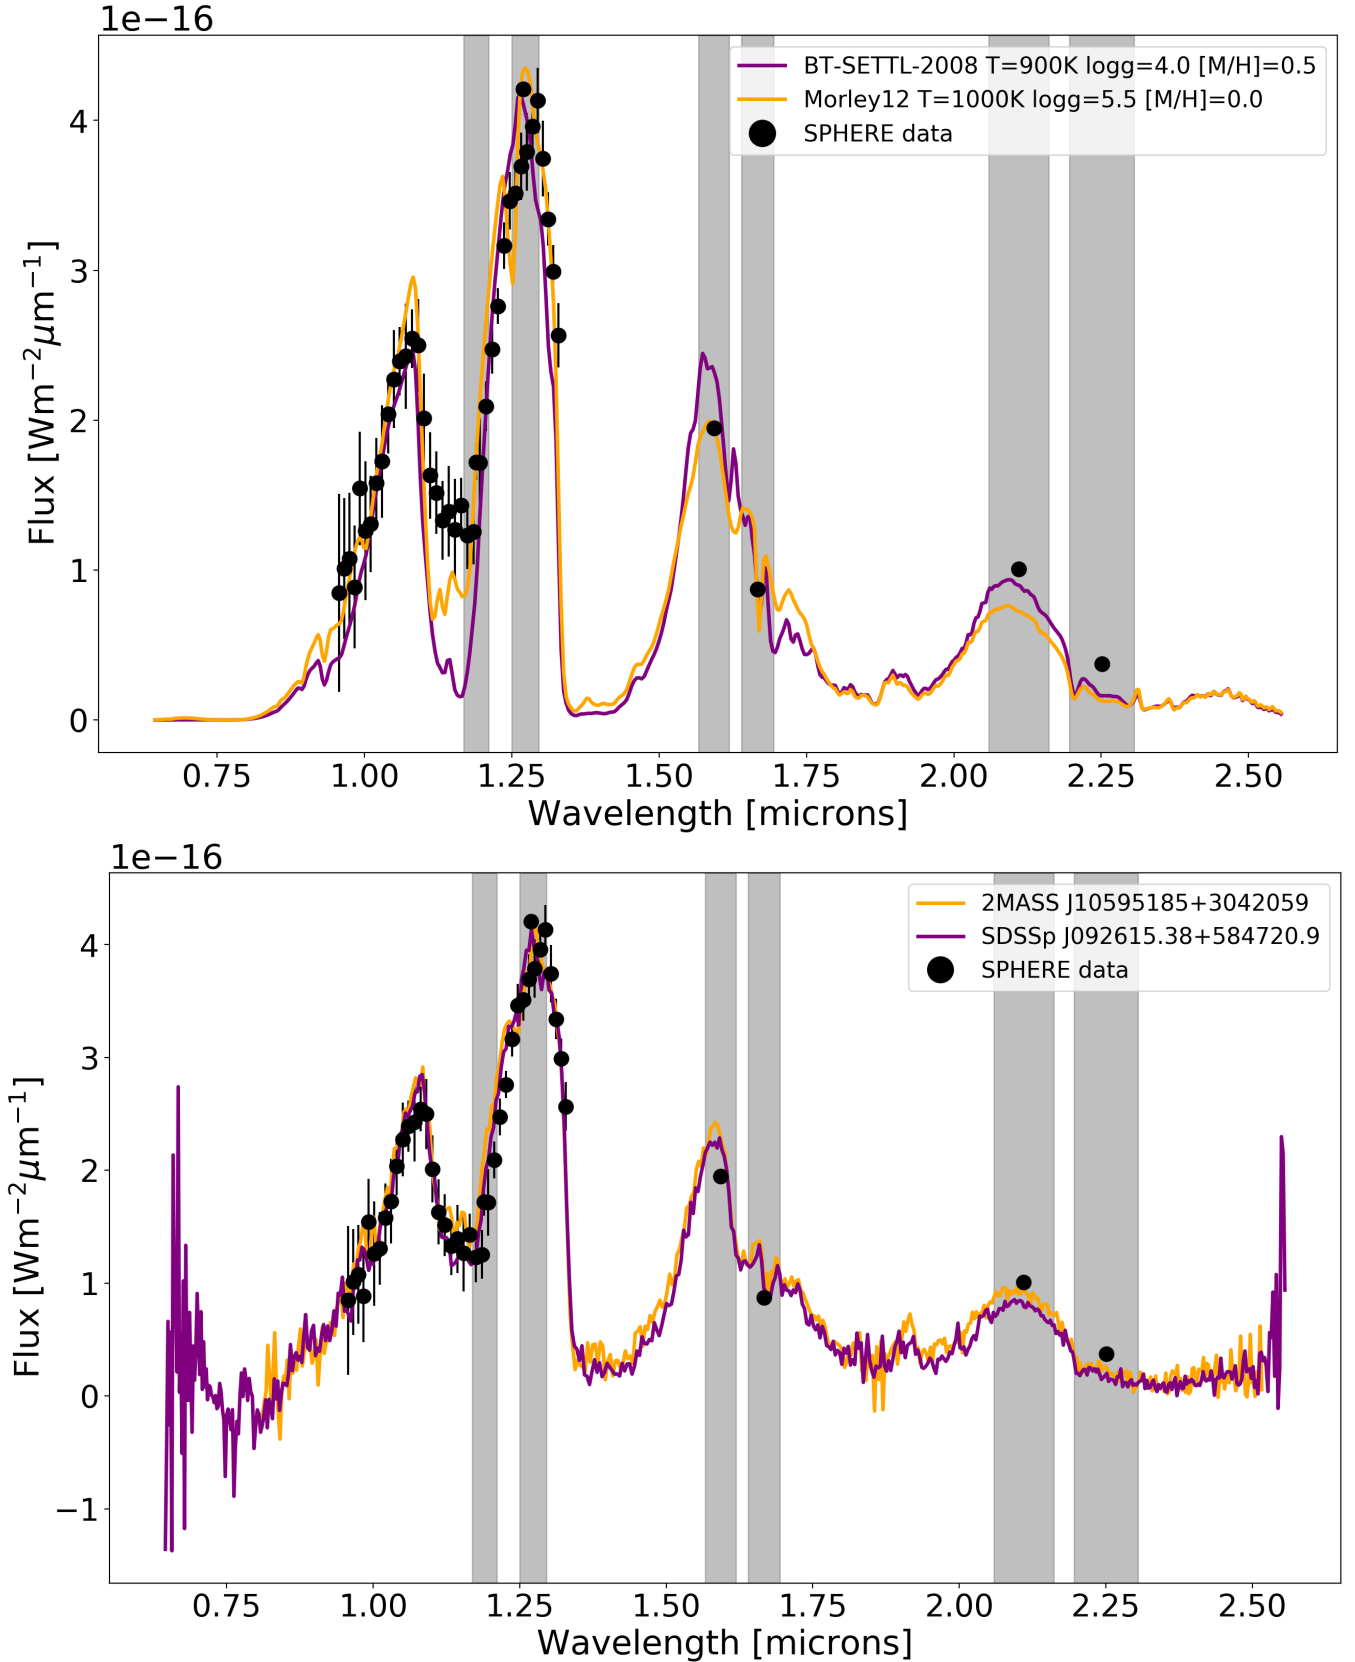 1e−16
BT-SETTL-2008 T=900K logg=4.0 [M/H]=0.5
Morley12 T=1000K logg=5.5 [M/H]=0.0
SPHERE data
4
3
2
1
0
Flux [Wm⁻²μm⁻¹]
0.75 1.00 1.25 1.50 1.75 2.00 2.25 2.50
Wavelength [microns]
1e−16
2MASS J10595185+3042059
SDSSp J092615.38+584720.9
SPHERE data
4
3
2
1
0
−1
Flux [Wm⁻²μm⁻¹]
0.75 1.00 1.25 1.50 1.75 2.00 2.25 2.50
Wavelength [microns]